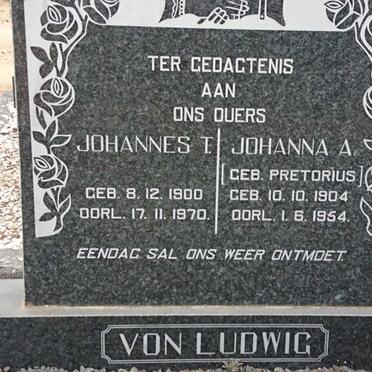 TER GEDAGTENIS
AAN
ONS OUERS
JOHANNES T.
GEB. 8. 12. 1900
OORL. 17. 11. 1970.
JOHANNA A.
[GEB. PRETORIUS]
GEB. 10. 10. 1904
OORL. 1. 6. 1954.
EENDAG SAL ONS WEER ONTMOET.
VON LUDWIG